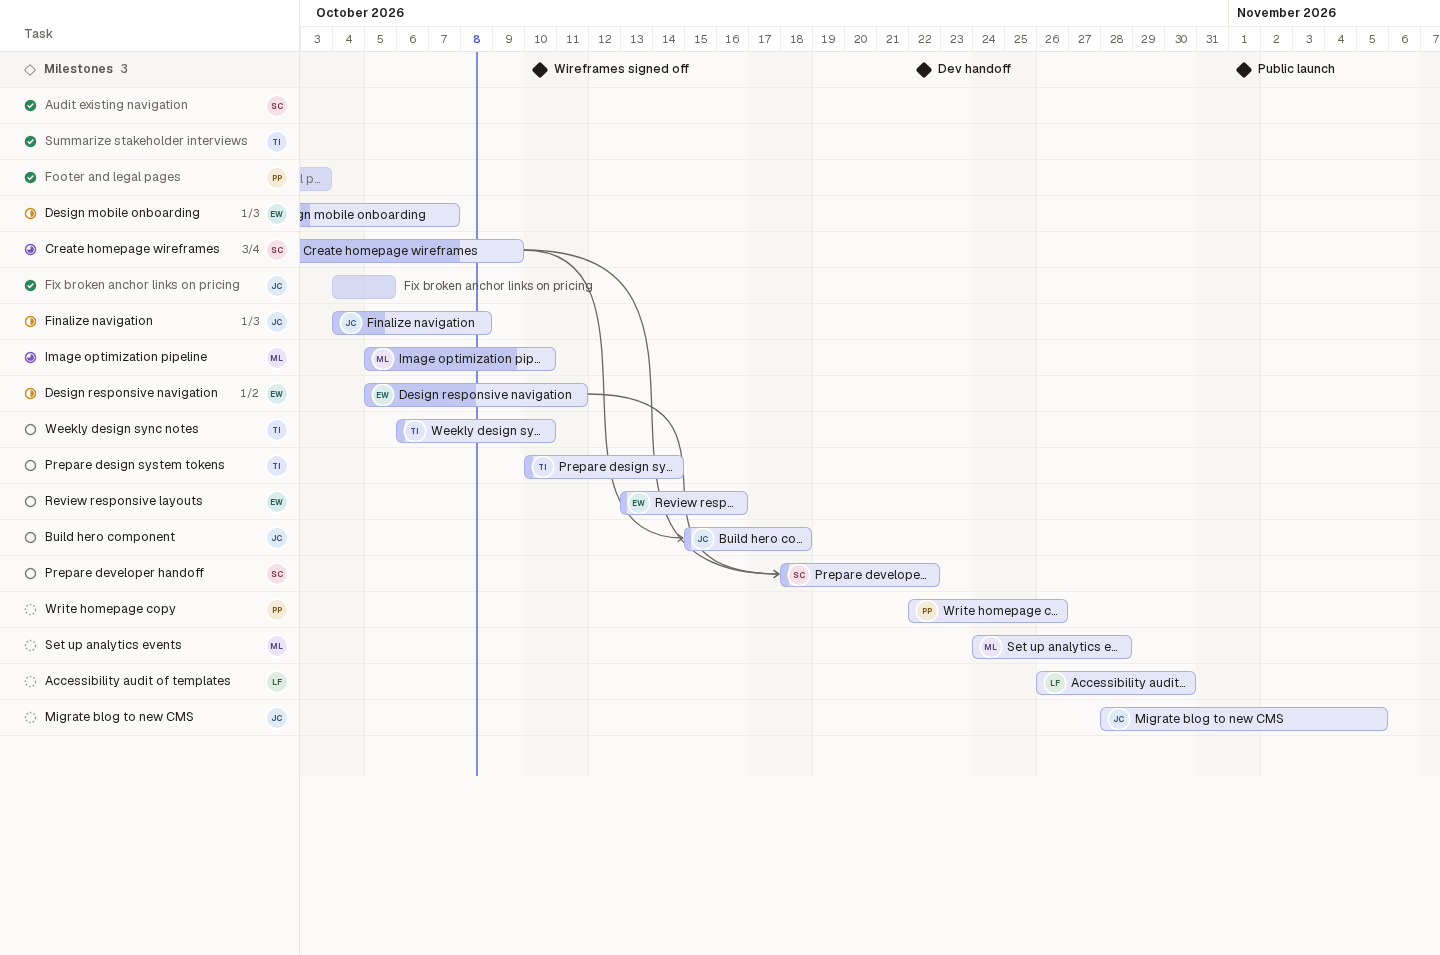 October 2026
November 2026
Task
3 4 5 6 7 8 9 10 11 12 13 14 15 16 17 18 19 20 21 22 23 24 25 26 27 28 29 30 31 1 2 3 4 5 6 7
Milestones 3
Wireframes signed off
Dev handoff
Public launch
Audit existing navigation SC
Summarize stakeholder interviews TI
Footer and legal pages PP
l p…
Design mobile onboarding 1/3 EW
gn mobile onboarding
Create homepage wireframes 3/4 SC
Create homepage wireframes
Fix broken anchor links on pricing JC
Fix broken anchor links on pricing
Finalize navigation 1/3 JC
JC Finalize navigation
Image optimization pipeline ML
ML Image optimization pip…
Design responsive navigation 1/2 EW
EW Design responsive navigation
Weekly design sync notes TI
TI Weekly design sy…
Prepare design system tokens TI
TI Prepare design sy…
Review responsive layouts EW
EW Review resp…
Build hero component JC
JC Build hero co…
Prepare developer handoff SC
SC Prepare develope…
Write homepage copy PP
PP Write homepage c…
Set up analytics events ML
ML Set up analytics e…
Accessibility audit of templates LF
LF Accessibility audit…
Migrate blog to new CMS JC
JC Migrate blog to new CMS